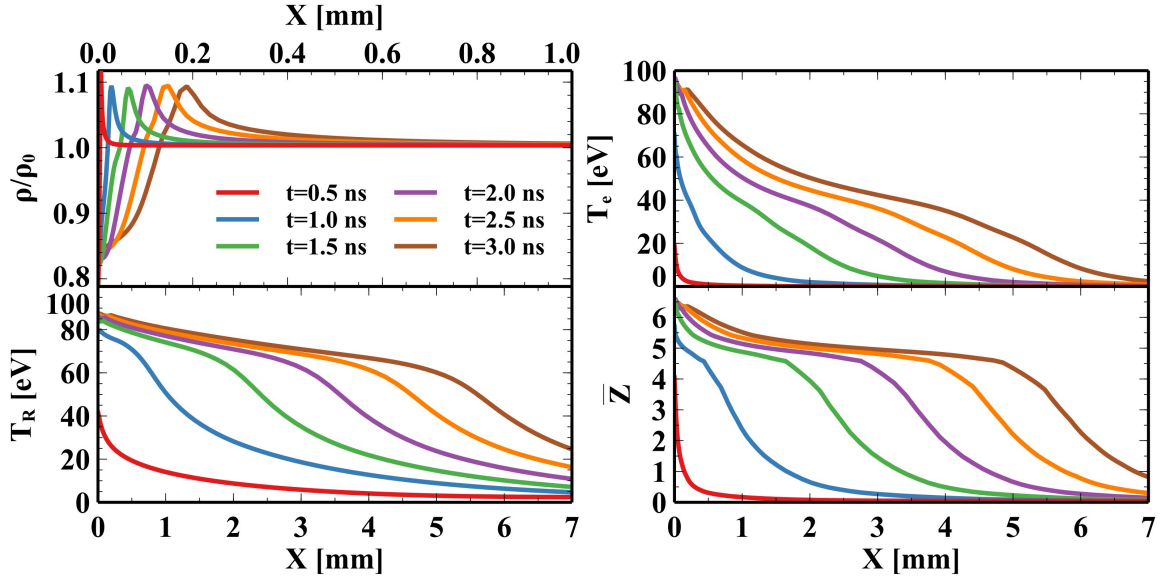 X [mm]
0.0 0.2 0.4 0.6 0.8 1.0
1.1
1.0
0.9
0.8
ρ/ρ0
t=0.5 ns t=2.0 ns
t=1.0 ns t=2.5 ns
t=1.5 ns t=3.0 ns
100
80
60
40
20
0
T_e [eV]
100
80
60
40
20
0
T_R [eV]
0 1 2 3 4 5 6 7
X [mm]
6
5
4
3
2
1
0
Z̅
0 1 2 3 4 5 6 7
X [mm]